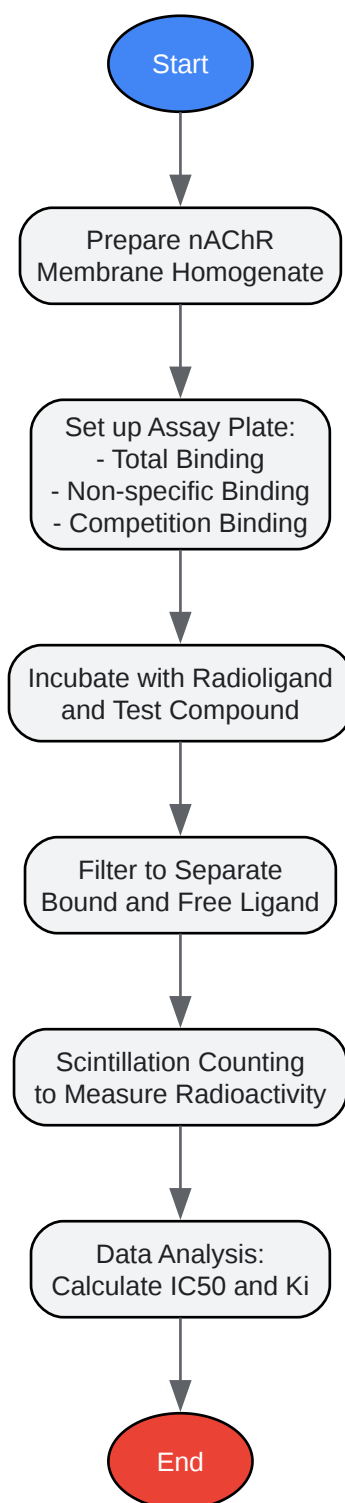 Start
Prepare nAChR
Membrane Homogenate
Set up Assay Plate:
- Total Binding
- Non-specific Binding
- Competition Binding
Incubate with Radioligand
and Test Compound
Filter to Separate
Bound and Free Ligand
Scintillation Counting
to Measure Radioactivity
Data Analysis:
Calculate IC50 and Ki
End